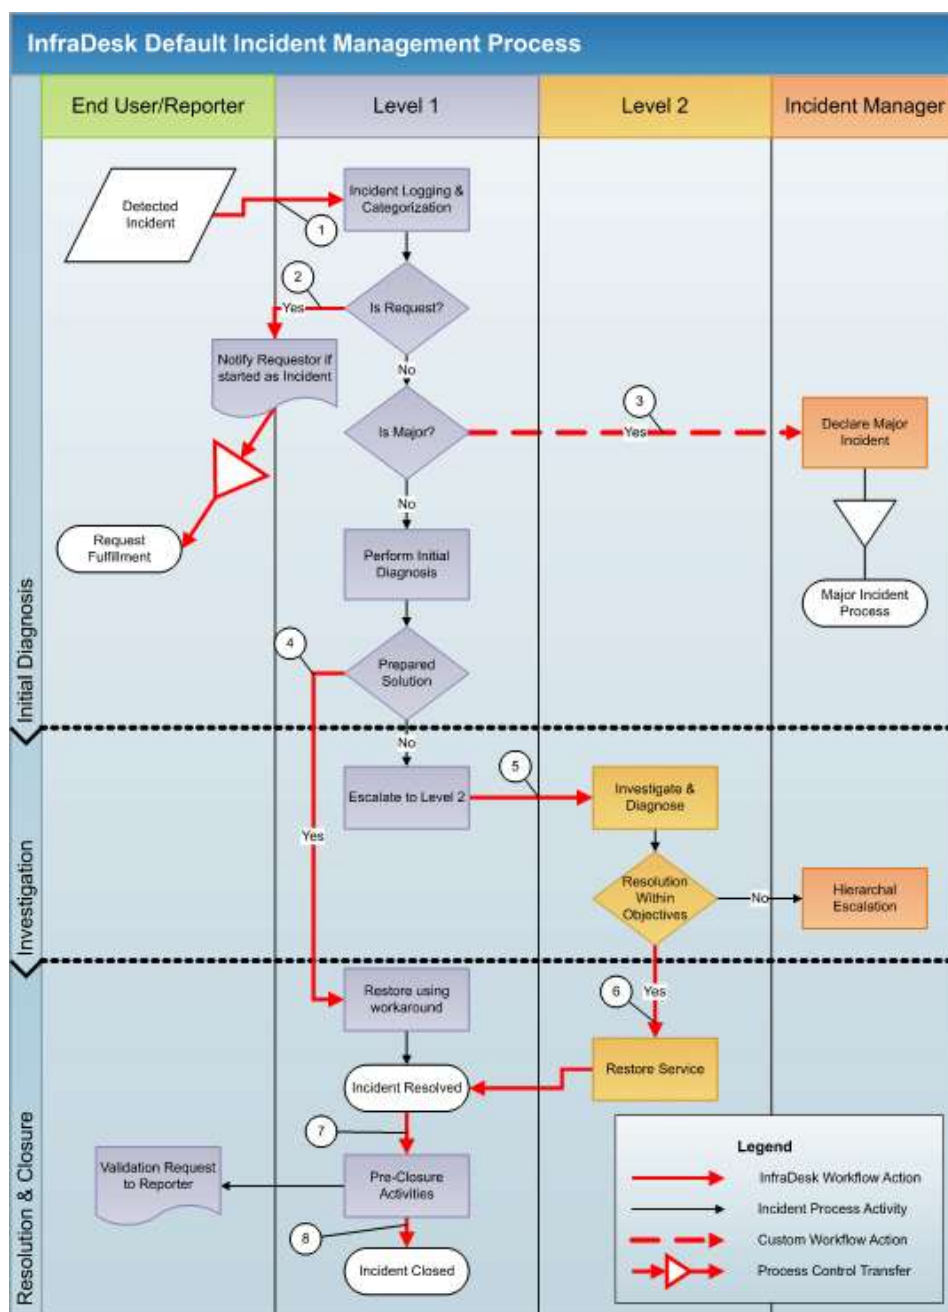 InfraDesk Default Incident Management Process
End User/Reporter
Level 1
Level 2
Incident Manager
Initial Diagnosis
Detected
Incident
1
Incident Logging &
Categorization
2
Yes
Is Request?
Notify Requestor if
started as Incident
No
3
Is Major?
Yes
Declare Major
Incident
No
Request
Fulfillment
Perform Initial
Diagnosis
Major Incident
Process
4
Prepared
Solution
No
Investigation
Escalate to Level 2
5
Investigate &
Diagnose
Yes
Resolution
Within
Objectives
No
Hierarchal
Escalation
Resolution & Closure
Restore using
workaround
6
Yes
Incident Resolved
Restore Service
7
Validation Request
to Reporter
Pre-Closure
Activities
8
Incident Closed
Legend
InfraDesk Workflow Action
Incident Process Activity
Custom Workflow Action
Process Control Transfer